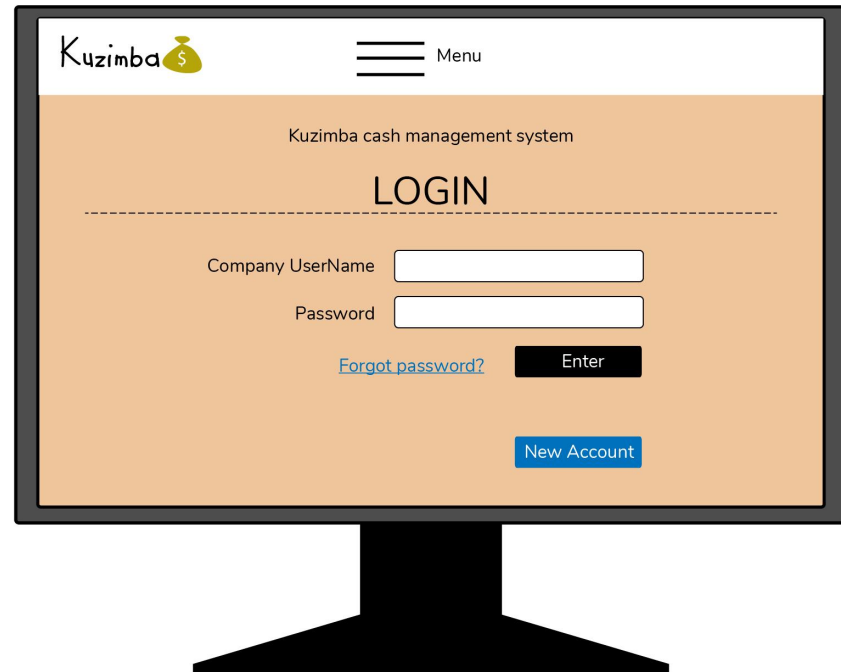 Kuzimba $
Menu
Kuzimba cash management system
LOGIN
Company UserName
Password
Forgot password?
Enter
New Account